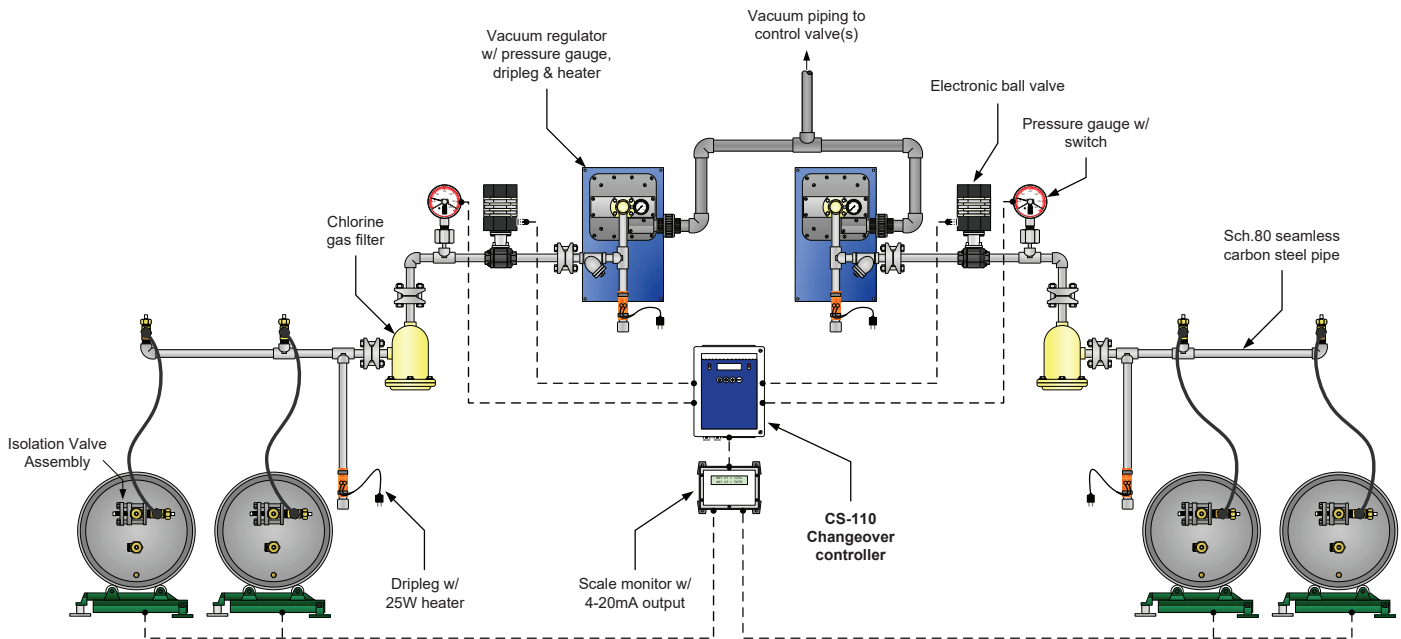 Vacuum piping to
control valve(s)
Vacuum regulator
w/ pressure gauge,
dripleg & heater
Electronic ball valve
Pressure gauge w/
switch
Chlorine
gas filter
Sch.80 seamless
carbon steel pipe
Isolation Valve
Assembly
CS-110
Changeover
controller
Dripleg w/
25W heater
Scale monitor w/
4-20mA output